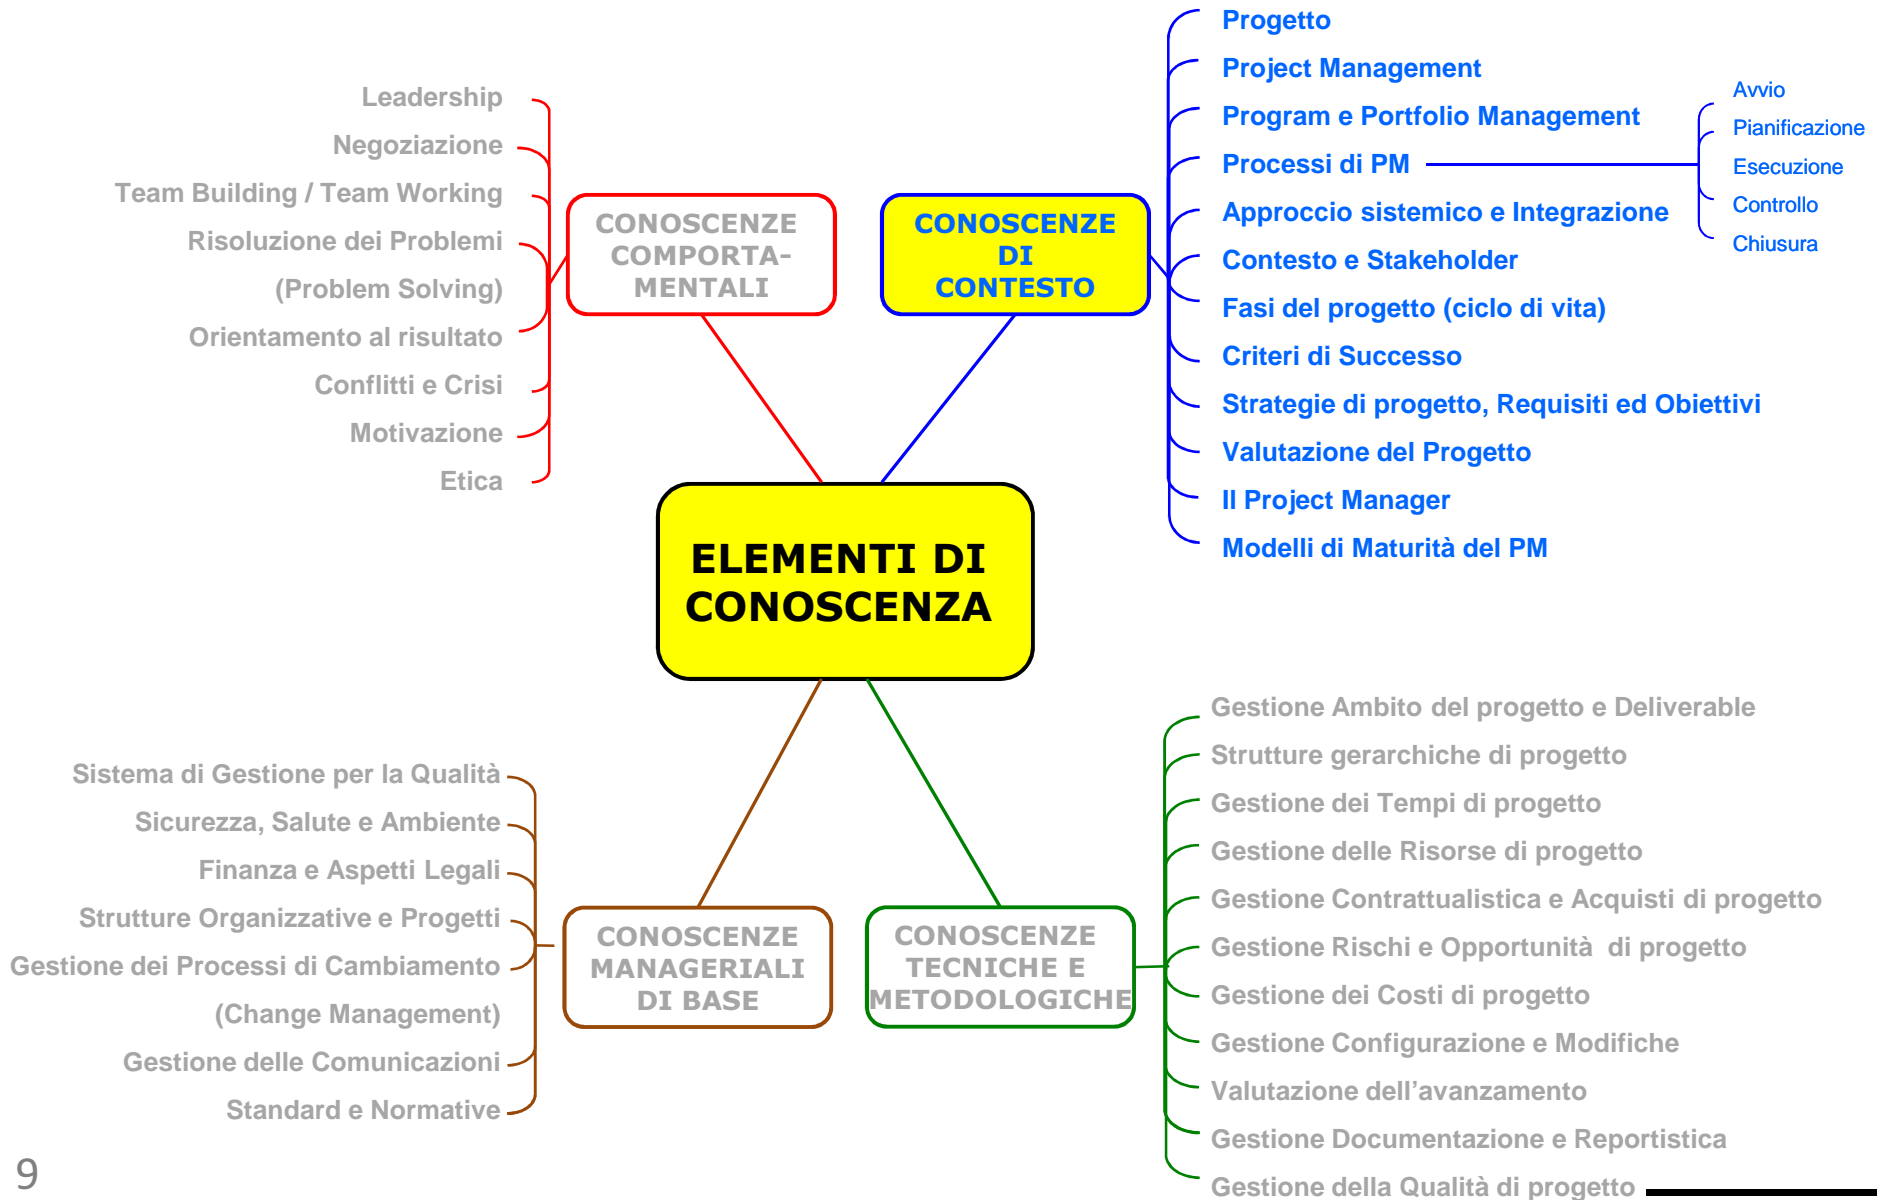 Leadership
Negoziazione
Team Building / Team Working
Risoluzione dei Problemi
(Problem Solving)
Orientamento al risultato
Conflitti e Crisi
Motivazione
Etica
CONOSCENZE
COMPORTA-
MENTALI
CONOSCENZE
DI
CONTESTO
Progetto
Project Management
Program e Portfolio Management
Processi di PM
Approccio sistemico e Integrazione
Contesto e Stakeholder
Fasi del progetto (ciclo di vita)
Criteri di Successo
Strategie di progetto, Requisiti ed Obiettivi
Valutazione del Progetto
Il Project Manager
Modelli di Maturità del PM
Avvio
Pianificazione
Esecuzione
Controllo
Chiusura
ELEMENTI DI
CONOSCENZA
Sistema di Gestione per la Qualità
Sicurezza, Salute e Ambiente
Finanza e Aspetti Legali
Strutture Organizzative e Progetti
Gestione dei Processi di Cambiamento
(Change Management)
Gestione delle Comunicazioni
Standard e Normative
CONOSCENZE
MANAGERIALI
DI BASE
CONOSCENZE
TECNICHE E
METODOLOGICHE
Gestione Ambito del progetto e Deliverable
Strutture gerarchiche di progetto
Gestione dei Tempi di progetto
Gestione delle Risorse di progetto
Gestione Contrattualistica e Acquisti di progetto
Gestione Rischi e Opportunità di progetto
Gestione dei Costi di progetto
Gestione Configurazione e Modifiche
Valutazione dell’avanzamento
Gestione Documentazione e Reportistica
Gestione della Qualità di progetto
9